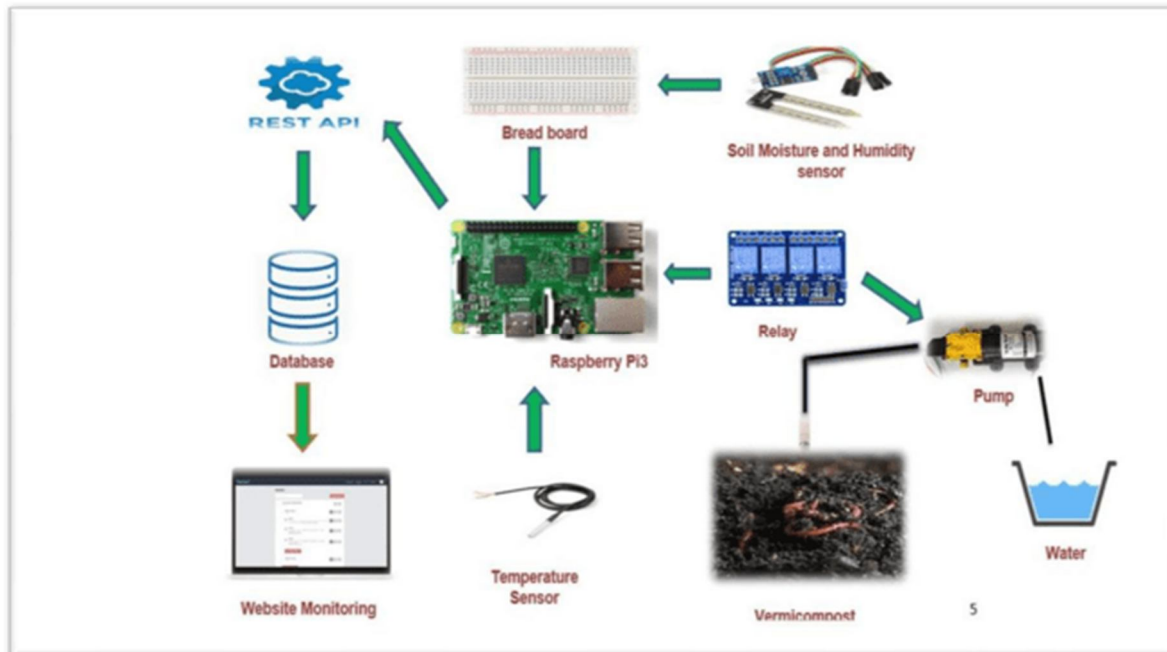 REST API
Bread board
Soil Moisture and Humidity
sensor
Database
Raspberry Pi3
Relay
Pump
Website Monitoring
Temperature
Sensor
Vermicompost
Water
5